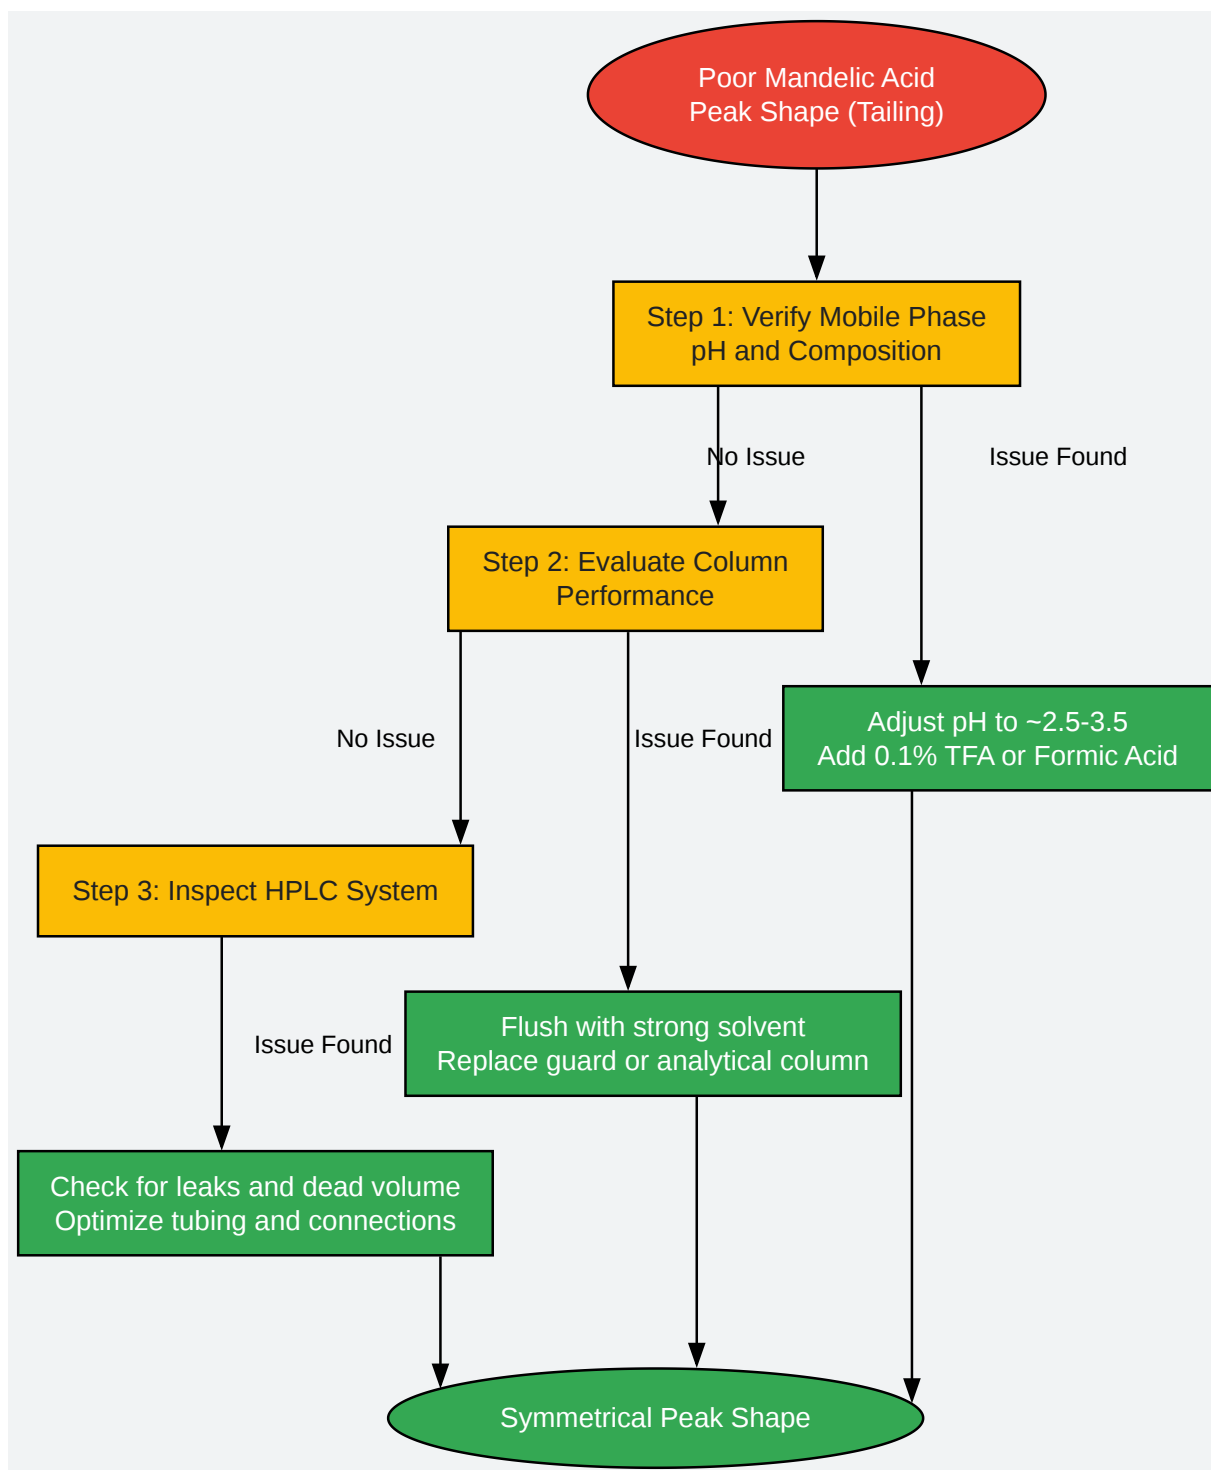 Poor Mandelic Acid
Peak Shape (Tailing)
Step 1: Verify Mobile Phase
pH and Composition
No Issue
Issue Found
Step 2: Evaluate Column
Performance
Adjust pH to ~2.5-3.5
Add 0.1% TFA or Formic Acid
No Issue
Issue Found
Step 3: Inspect HPLC System
Flush with strong solvent
Replace guard or analytical column
Issue Found
Check for leaks and dead volume
Optimize tubing and connections
Symmetrical Peak Shape